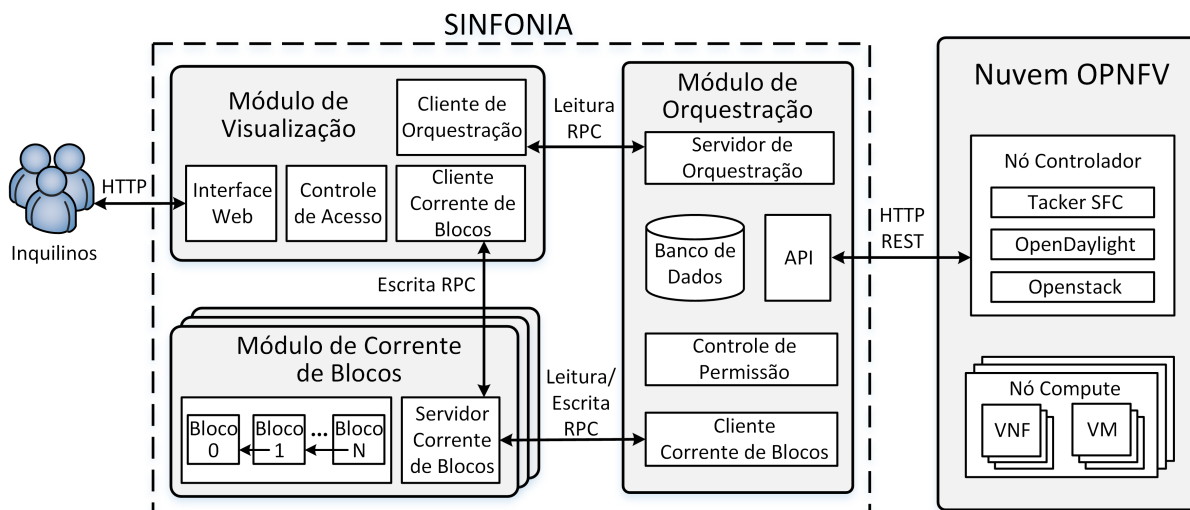 SINFONIA
Módulo de
Visualização
Cliente de
Orquestração
Interface
Web
Controle
de Acesso
Cliente
Corrente de
Blocos
HTTP
Inquilinos
Leitura
RPC
Escrita RPC
Módulo de Corrente
de Blocos
Bloco
0
Bloco
1
...
Bloco
N
Servidor
Corrente
de Blocos
Leitura/
Escrita
RPC
Módulo de
Orquestração
Servidor de
Orquestração
Banco de
Dados
API
Controle de
Permissão
Cliente
Corrente de Blocos
HTTP
REST
Nuvem OPNFV
Nó Controlador
Tacker SFC
OpenDaylight
Openstack
Nó Compute
VNF
VM